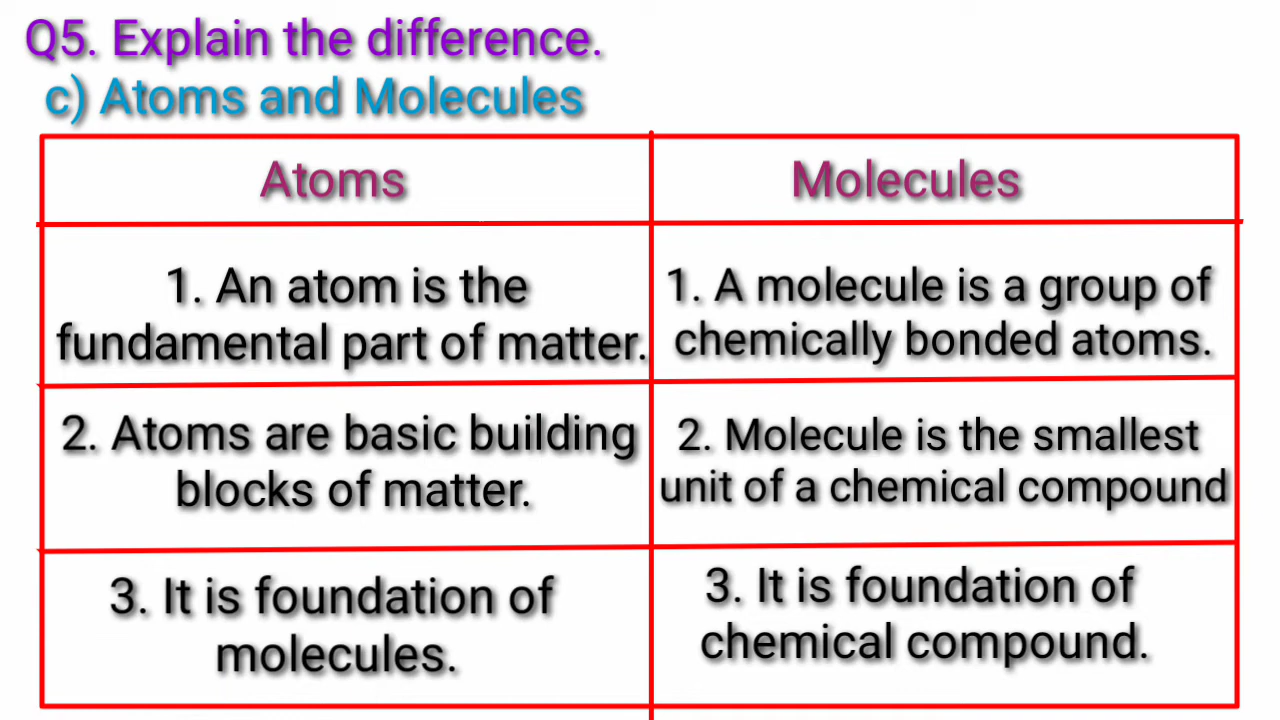 Q5. Explain the difference.
c) Atoms and Molecules
Atoms
Molecules
1. An atom is the
fundamental part of matter.
1. A molecule is a group of
chemically bonded atoms.
2. Atoms are basic building
blocks of matter.
2. Molecule is the smallest
unit of a chemical compound
3. It is foundation of
molecules.
3. It is foundation of
chemical compound.